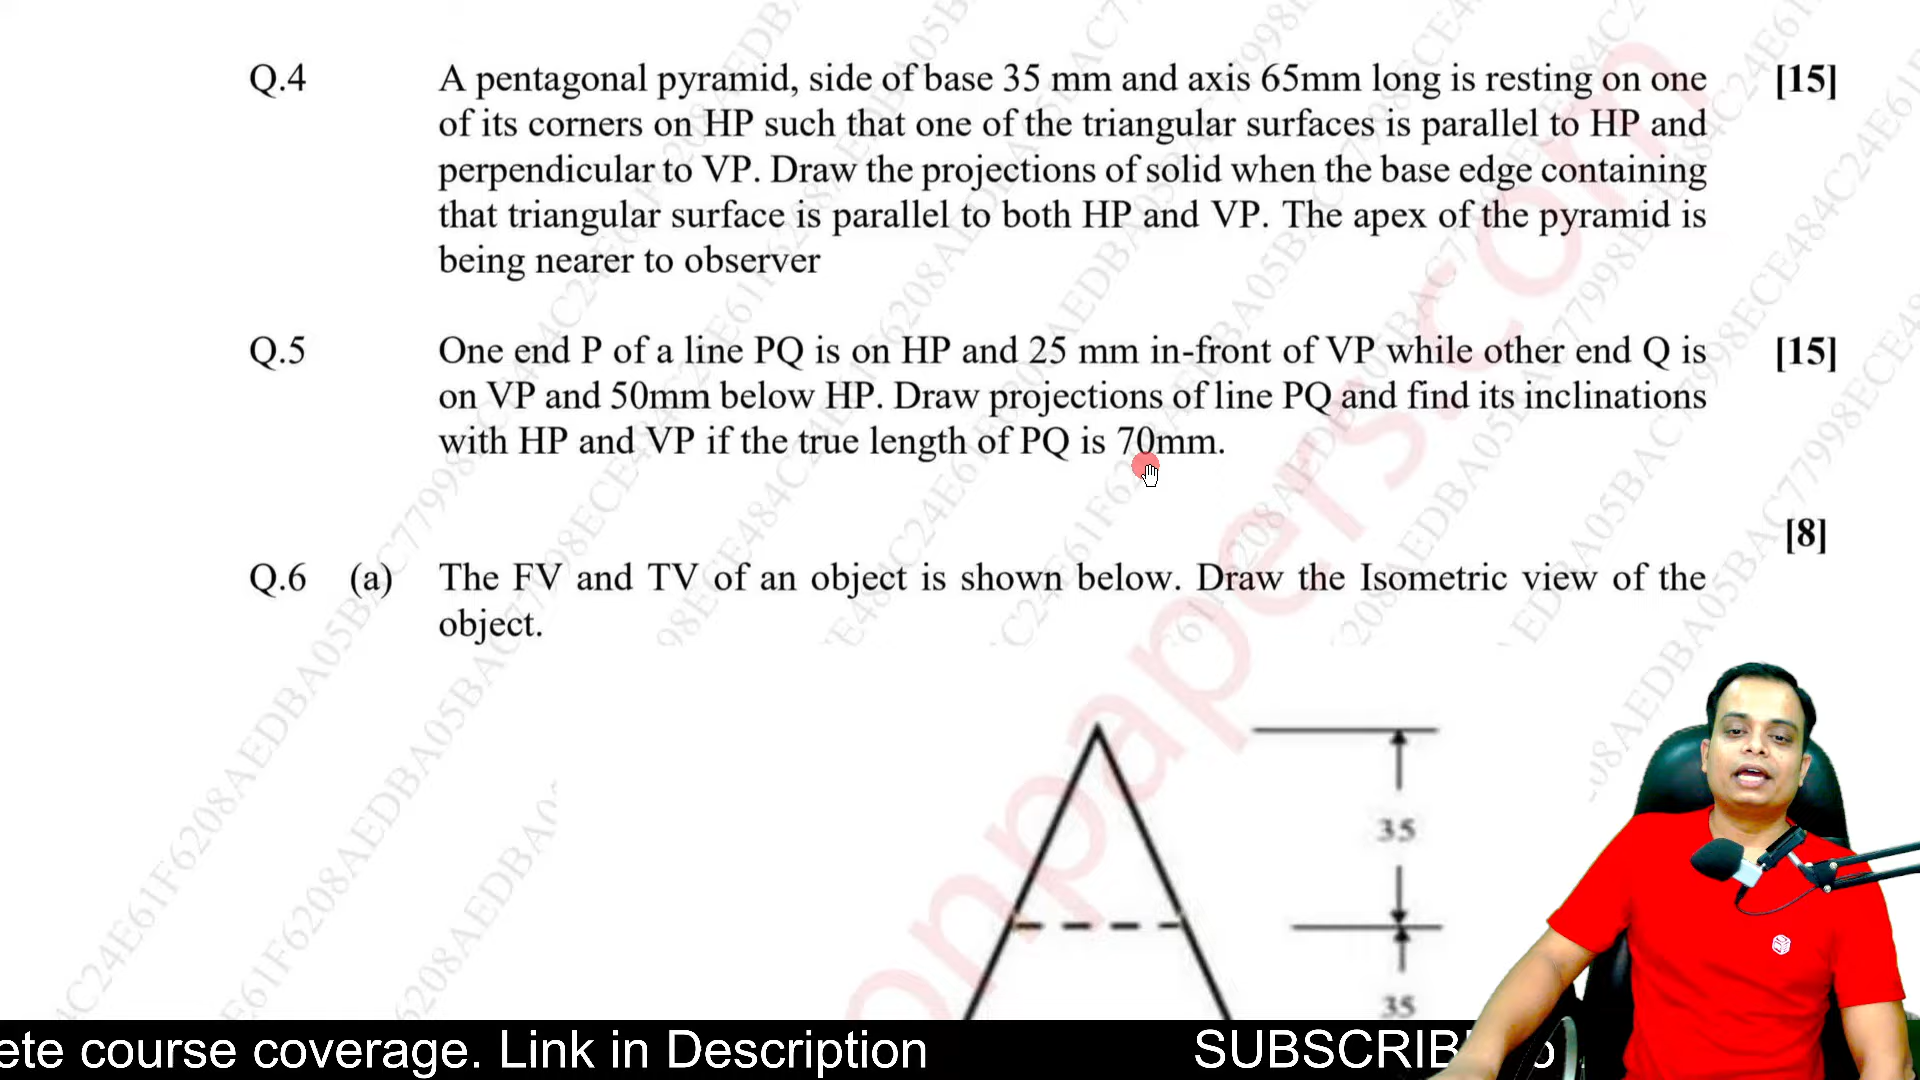 Q.4 A pentagonal pyramid, side of base 35 mm and axis 65mm long is resting on one [15]
of its corners on HP such that one of the triangular surfaces is parallel to HP and
perpendicular to VP. Draw the projections of solid when the base edge containing
that triangular surface is parallel to both HP and VP. The apex of the pyramid is
being nearer to observer
Q.5 One end P of a line PQ is on HP and 25 mm in-front of VP while other end Q is [15]
on VP and 50mm below HP. Draw projections of line PQ and find its inclinations
with HP and VP if the true length of PQ is 70mm.
[8]
Q.6 (a) The FV and TV of an object is shown below. Draw the Isometric view of the
object.
35
35
ete course coverage. Link in Description SUBSCRIB